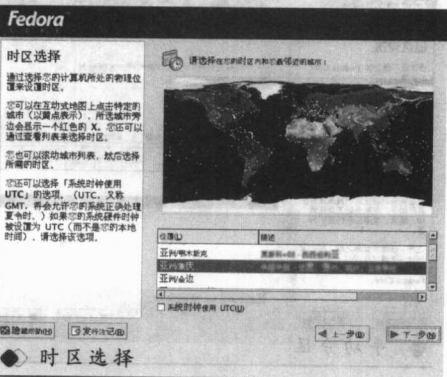 Fedora
时区选择
通过选择您的计算机所处的物理位
置来设置时区。
您可以在互动式地图上点击特定的
城市（以黄点表示），所选城市旁
边会显示一个红色的 X。您还可以
通过查看列表来选择时区。
您也可以滚动城市列表，然后选择
所需的时区。
您还可以选择「系统时钟使用
UTC」的选项。（UTC，又称
GMT，将会允许您的系统正确处理
夏令时。）如果您的系统硬件时钟
被设置为 UTC（而不是您的本地
时间），请选择该选项。
请选择在您的时区内和您最邻近的城市：
位置(L)
描述
亚洲/鄂木斯克
亚洲/重庆
亚洲/金边
系统时钟使用 UTC(U)
隐藏帮助(H)
发行注记(R)
上一步(B)
下一步(N)
时区选择